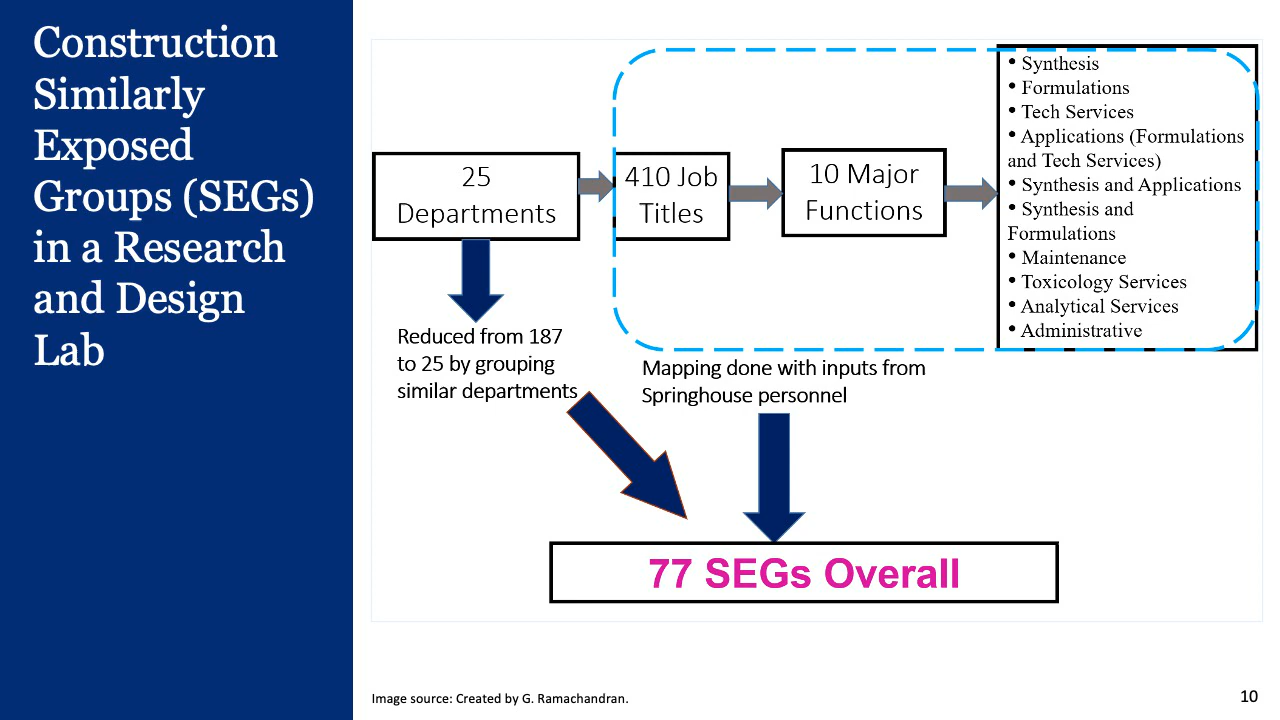 Construction
Similarly
Exposed
Groups (SEGs)
in a Research
and Design
Lab
25
Departments
410 Job
Titles
10 Major
Functions
• Synthesis
• Formulations
• Tech Services
• Applications (Formulations
and Tech Services)
• Synthesis and Applications
• Synthesis and
Formulations
• Maintenance
• Toxicology Services
• Analytical Services
• Administrative
Reduced from 187
to 25 by grouping
similar departments
Mapping done with inputs from
Springhouse personnel
77 SEGs Overall
Image source: Created by G. Ramachandran.
10